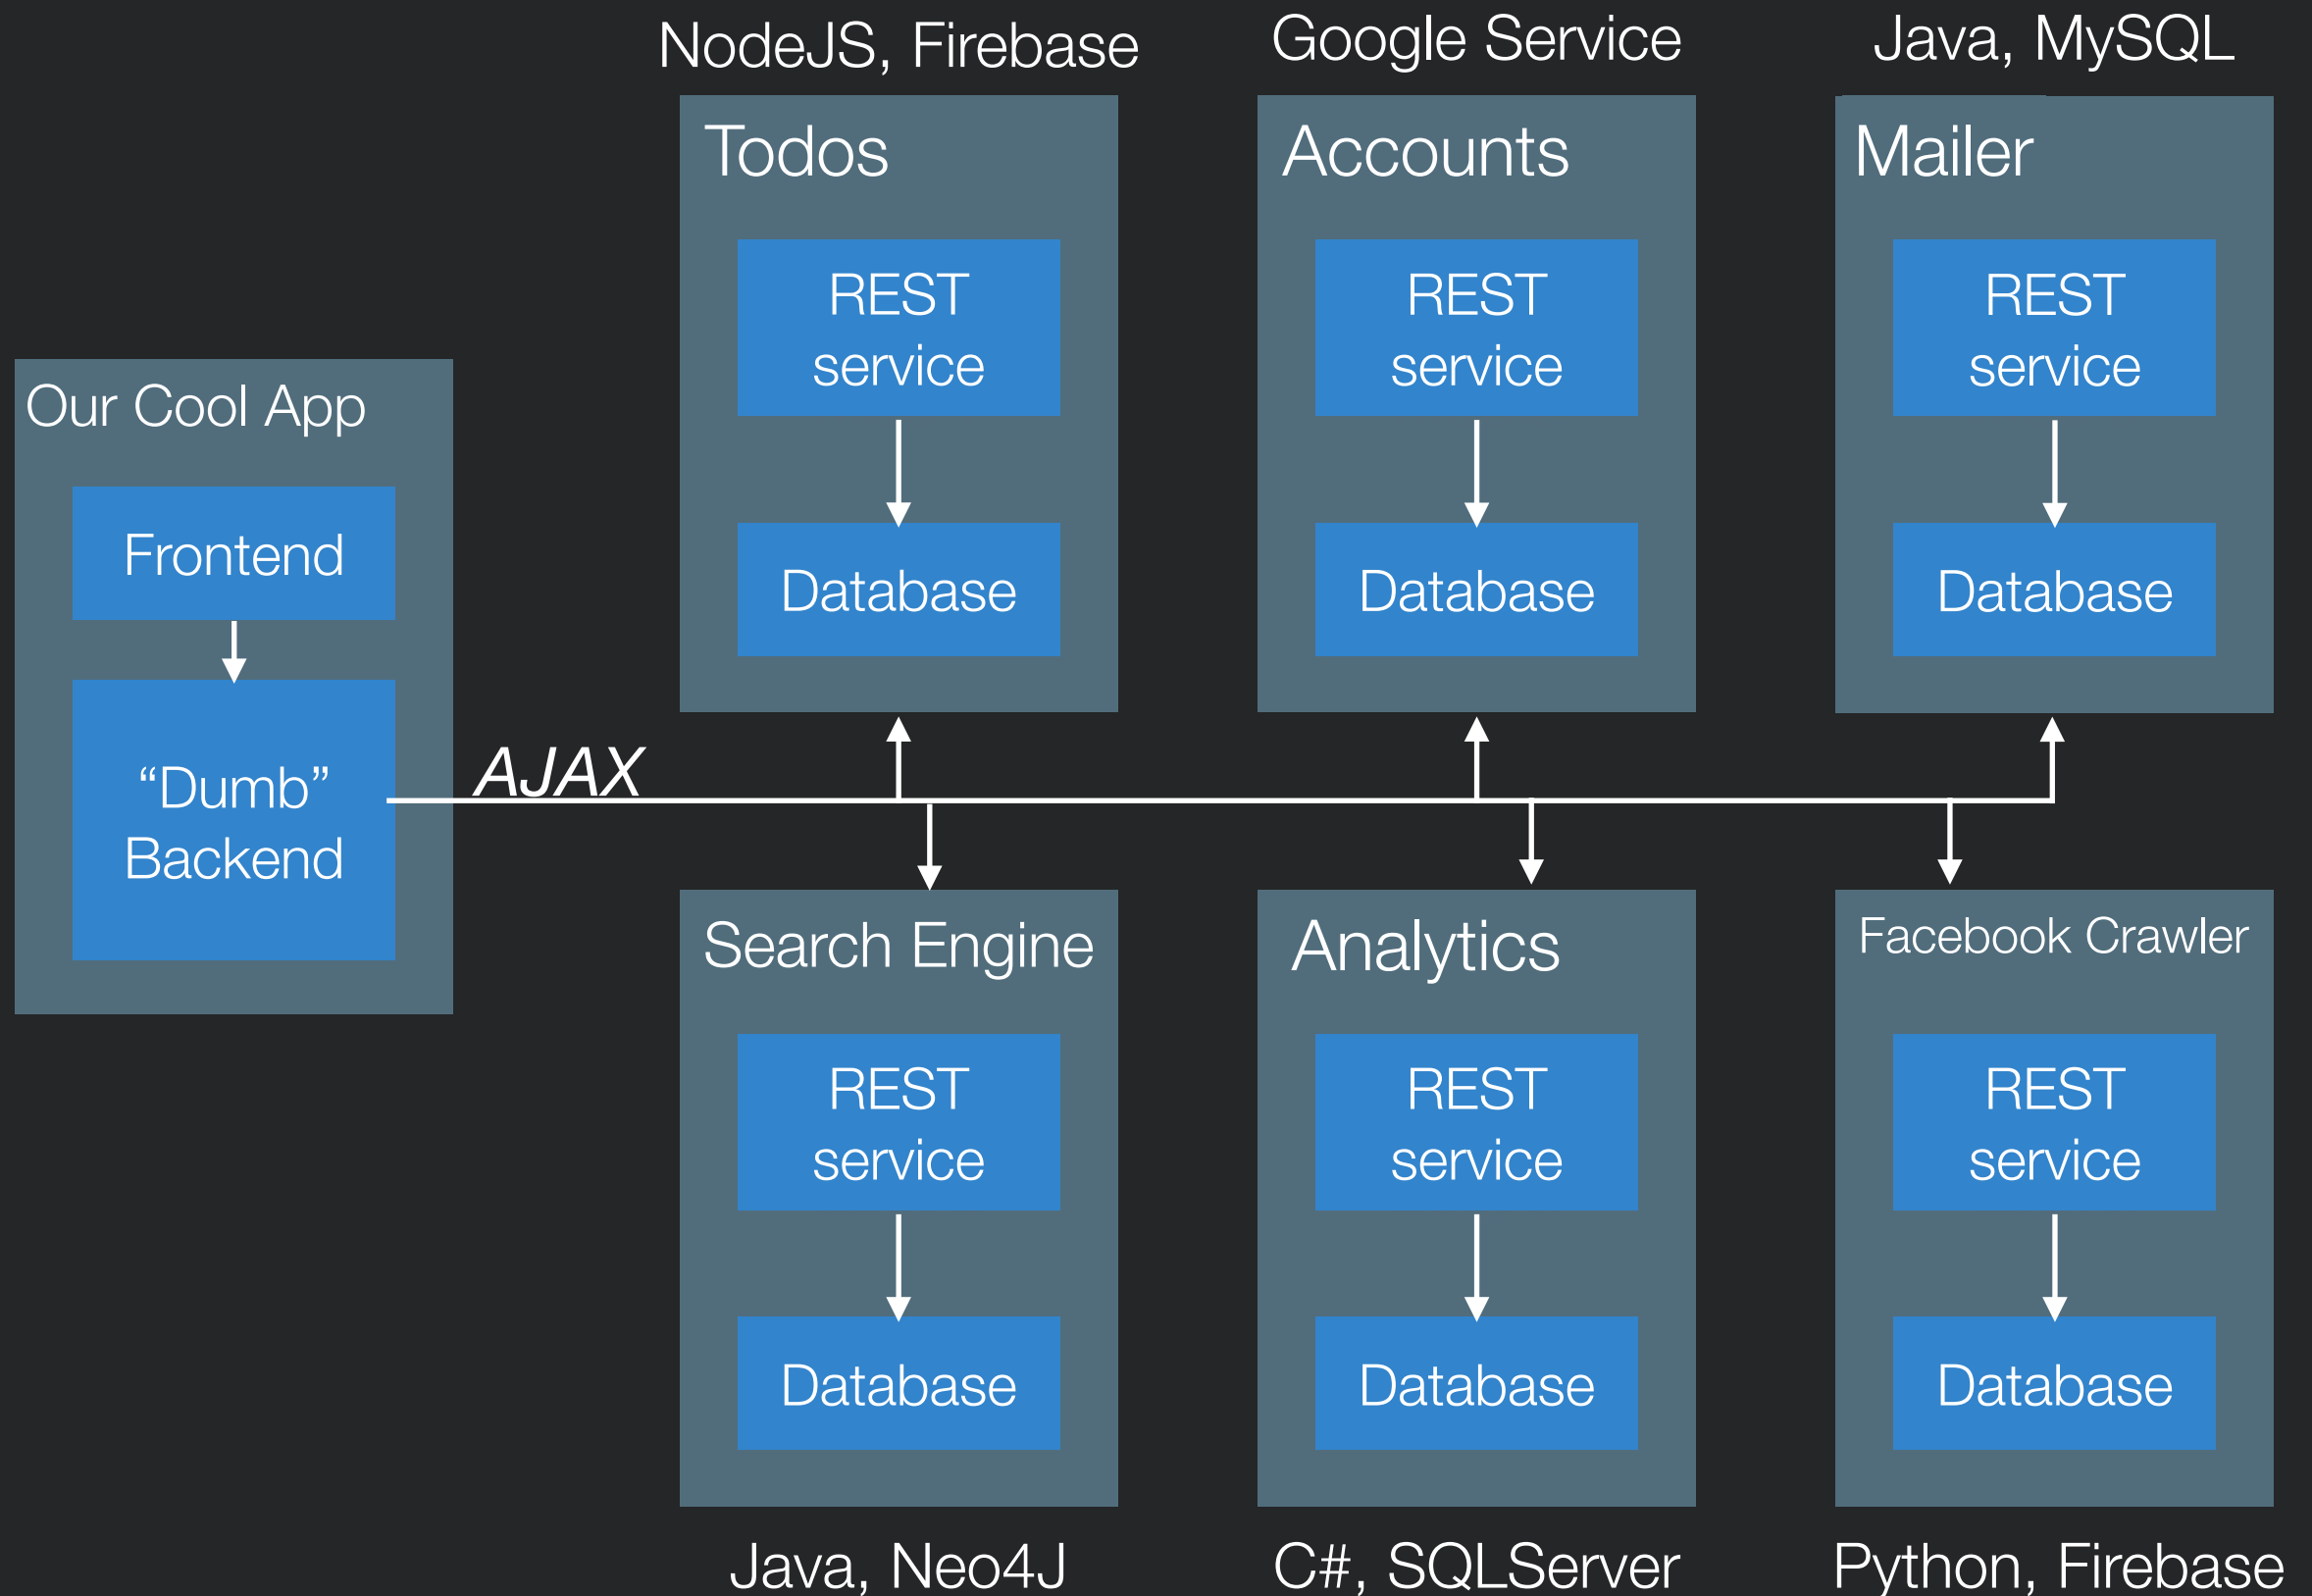 NodeJS, Firebase
Google Service
Java, MySQL
Todos
REST
service
Database
Accounts
REST
service
Database
Mailer
REST
service
Database
Our Cool App
Frontend
“Dumb”
Backend
AJAX
Search Engine
REST
service
Database
Analytics
REST
service
Database
Facebook Crawler
REST
service
Database
Java, Neo4J
C#, SQLServer
Python, Firebase